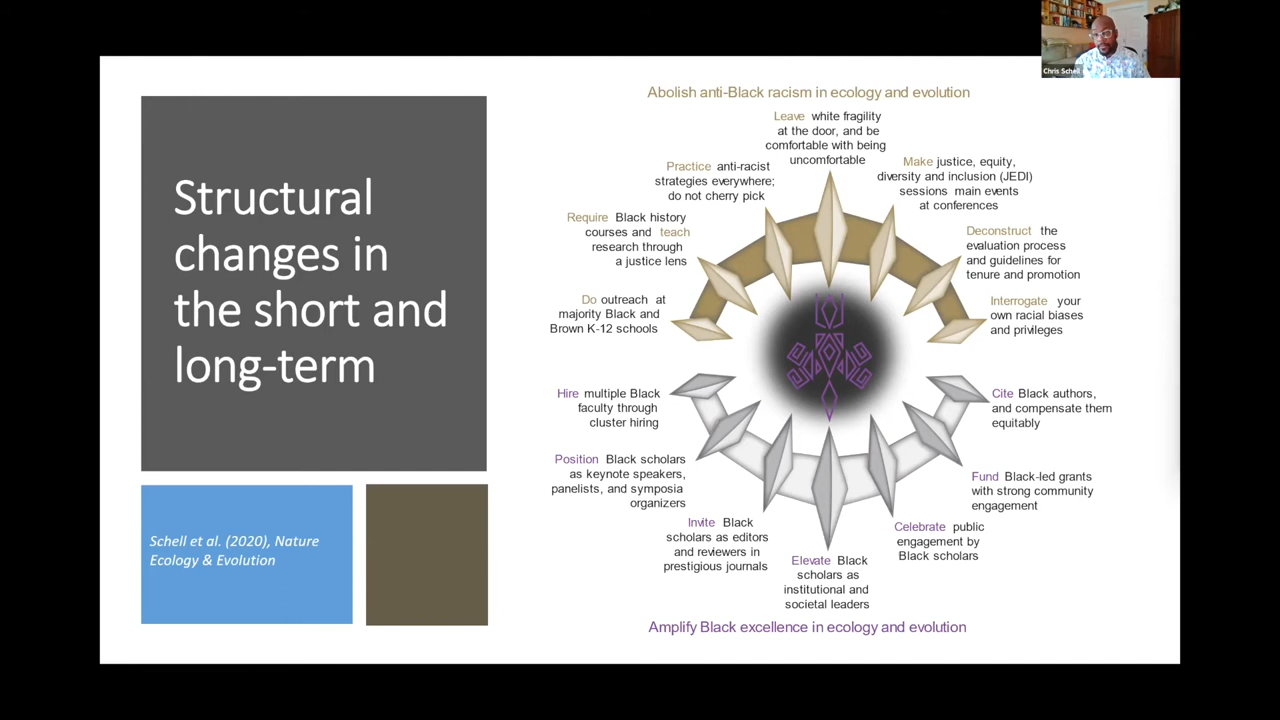 Chris Schell
Structural
changes in
the short and
long-term
Schell et al. (2020), Nature
Ecology & Evolution
Abolish anti-Black racism in ecology and evolution
Leave white fragility
at the door, and be
comfortable with being
uncomfortable
Practice anti-racist
strategies everywhere;
do not cherry pick
Make justice, equity,
diversity and inclusion (JEDI)
sessions main events
at conferences
Require Black history
courses and teach
research through
a justice lens
Deconstruct the
evaluation process
and guidelines for
tenure and promotion
Do outreach at
majority Black and
Brown K-12 schools
Interrogate your
own racial biases
and privileges
Hire multiple Black
faculty through
cluster hiring
Cite Black authors,
and compensate them
equitably
Position Black scholars
as keynote speakers,
panelists, and symposia
organizers
Fund Black-led grants
with strong community
engagement
Invite Black
scholars as editors
and reviewers in
prestigious journals
Celebrate public
engagement by
Black scholars
Elevate Black
scholars as
institutional and
societal leaders
Amplify Black excellence in ecology and evolution